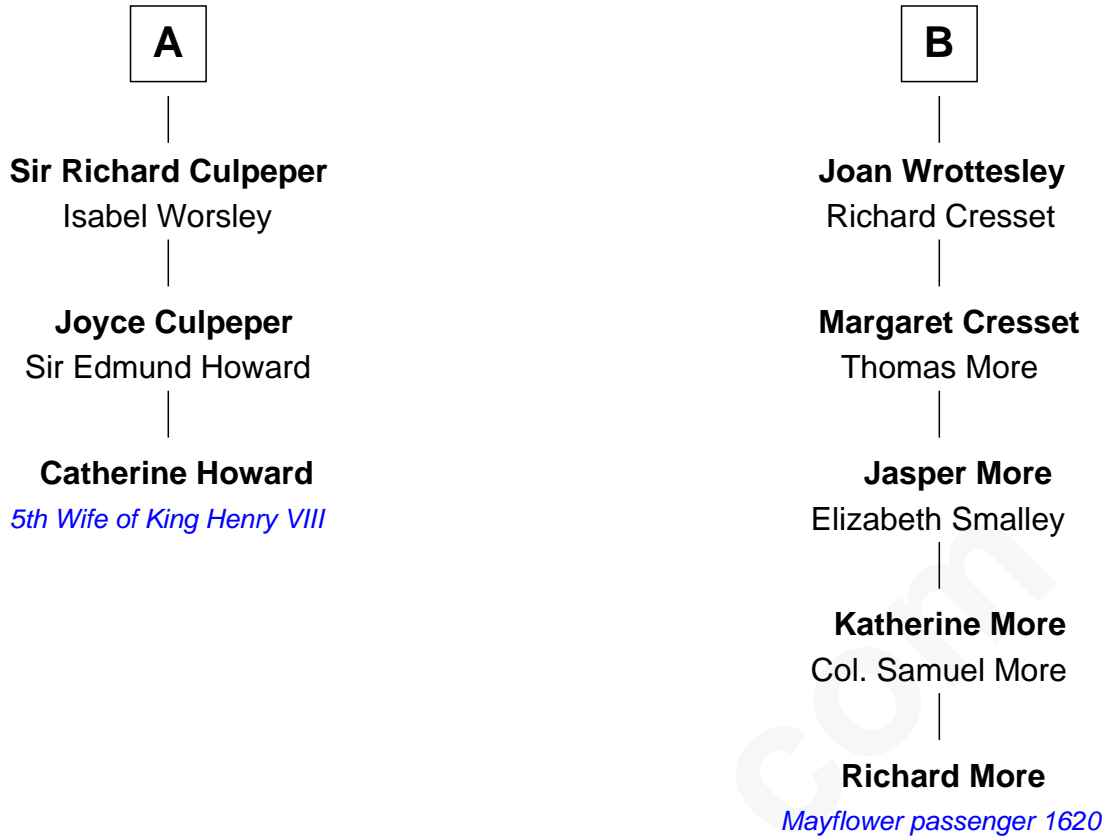 A
Sir Richard Culpeper
Isabel Worsley
Joyce Culpeper
Sir Edmund Howard
Catherine Howard
5th Wife of King Henry VIII
B
Joan Wrottesley
Richard Cresset
Margaret Cresset
Thomas More
Jasper More
Elizabeth Smalley
Katherine More
Col. Samuel More
Richard More
Mayflower passenger 1620
com